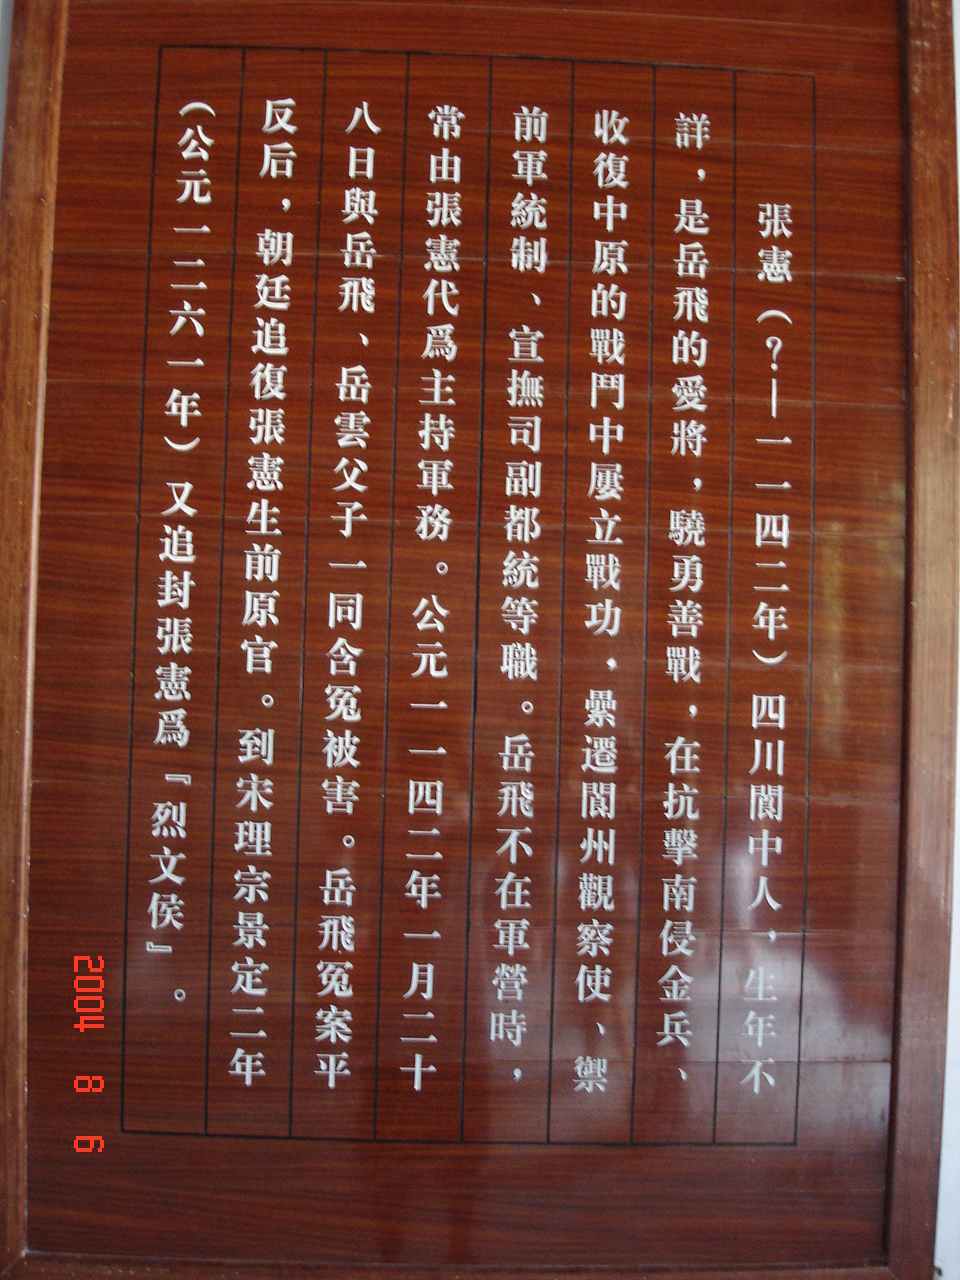 張憲（?—一一四二年）四川閬中人，生年不
詳，是岳飛的愛將，驍勇善戰，在抗擊南侵金兵、
收復中原的戰鬥中屢立戰功，纍遷閬州觀察使、禦
前軍統制、宣撫司副都統等職。岳飛不在軍營時，
常由張憲代爲主持軍務。公元一一四二年一月二十
八日與岳飛、岳雲父子一同含冤被害。岳飛冤案平
反后，朝廷追復張憲生前原官。到宋理宗景定二年
（公元一二六一年）又追封張憲爲『烈文侯』。
2004 8 6